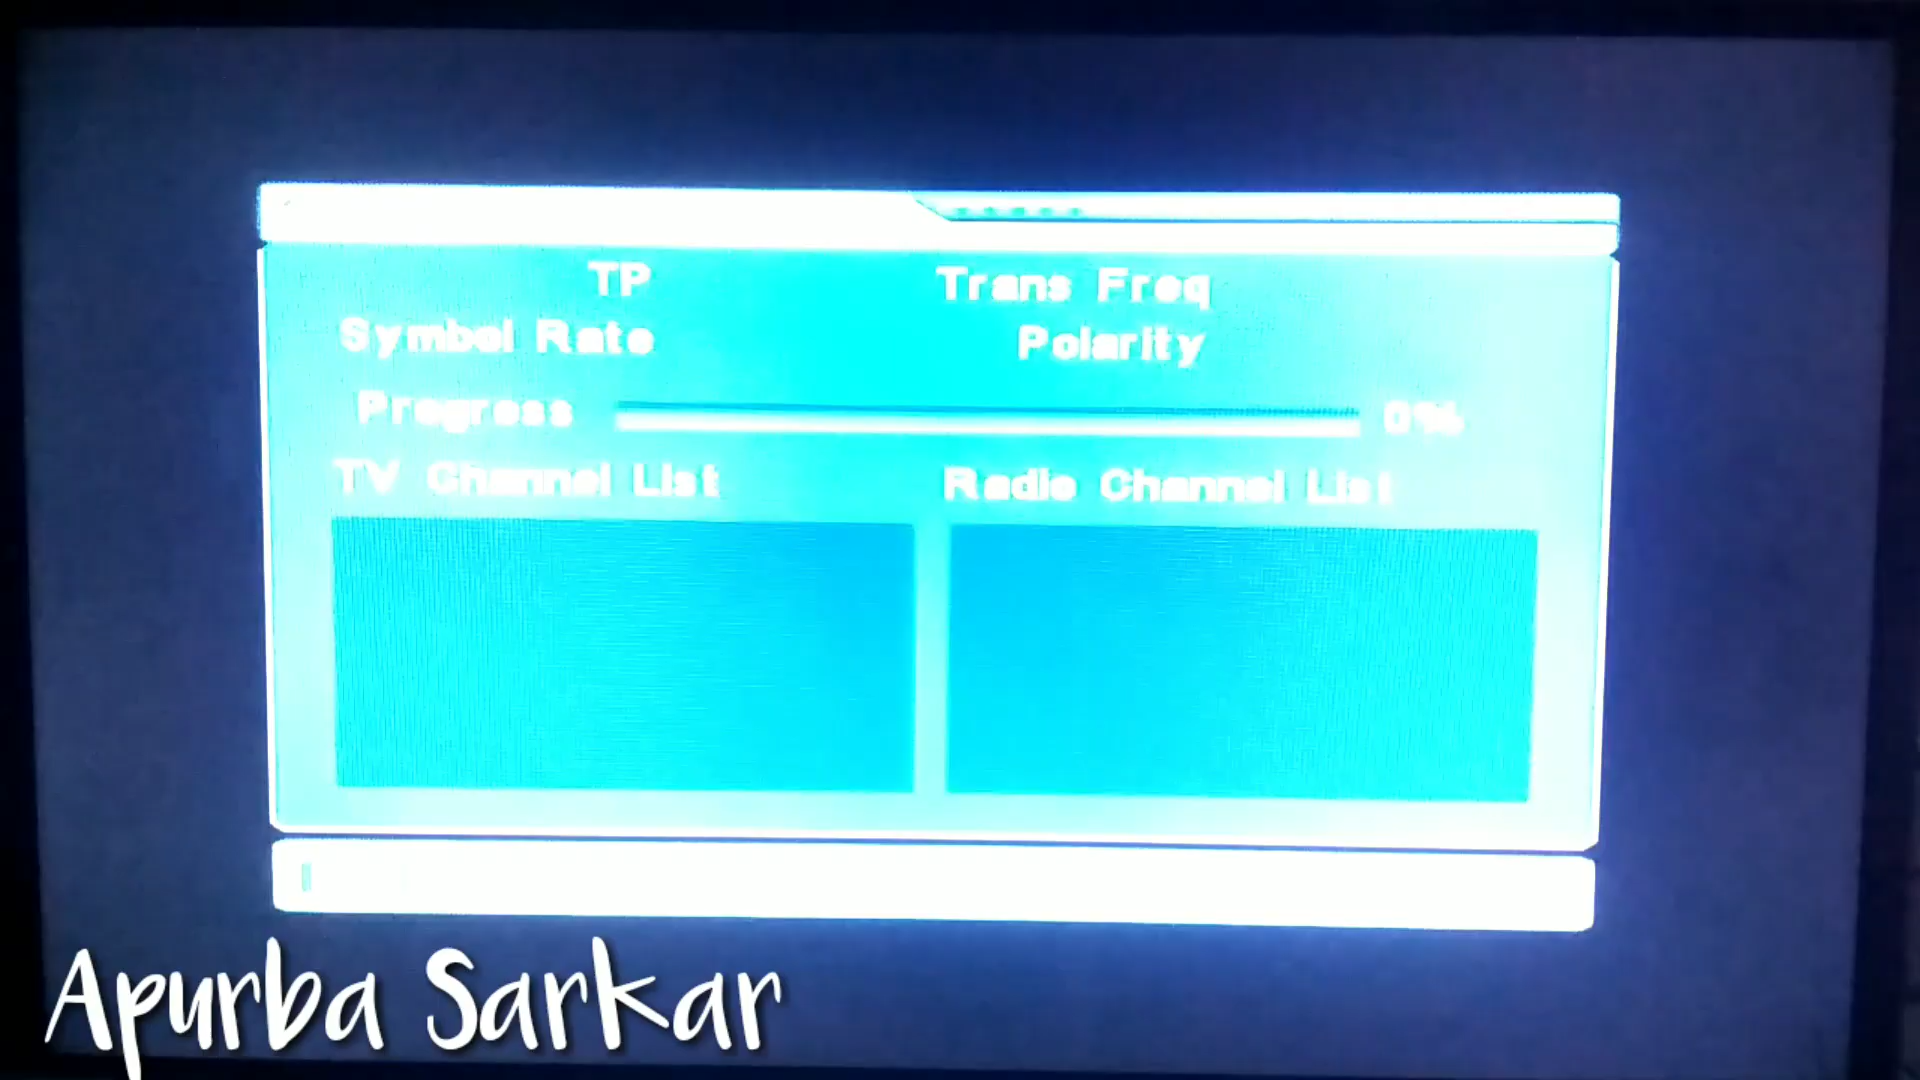 TP Trans Freq
Symbol Rate Polarity
Progress 0%
TV Channel List Radio Channel List
Apurba Sarkar